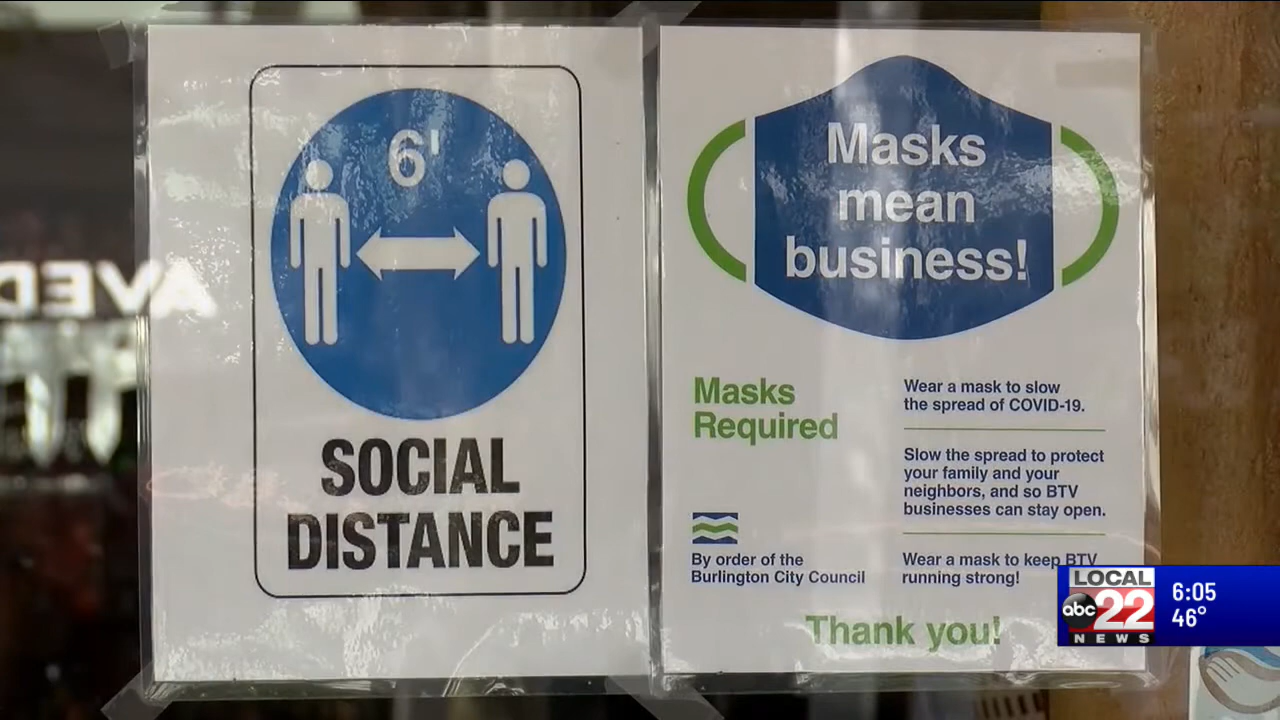 6'
SOCIAL
DISTANCE
Masks
mean
business!
Masks
Required
Wear a mask to slow
the spread of COVID-19.
Slow the spread to protect
your family and your
neighbors, and so BTV
businesses can stay open.
Wear a mask to keep BTV
running strong!
By order of the
Burlington City Council
Thank you!
AVED
LOCAL
abc 22
NEWS
6:05
46°